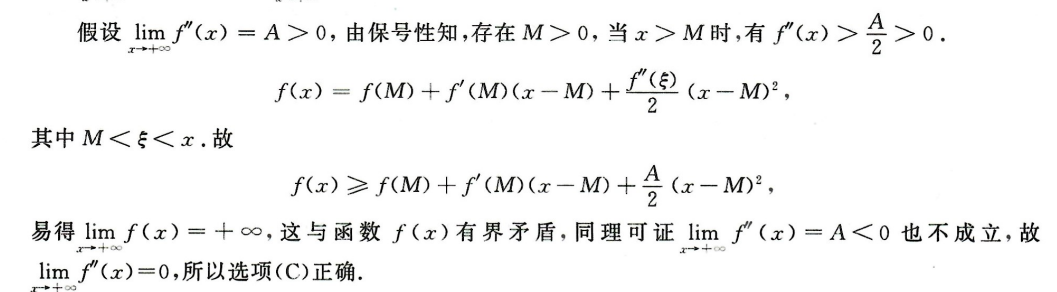 假设 lim_{x→+∞} f″(x) = A > 0, 由保号性知,存在 M > 0, 当 x > M 时,有 f″(x) > A/2 > 0.
f(x) = f(M) + f′(M)(x − M) + f″(ξ)/2 (x − M)²,
其中 M < ξ < x. 故
f(x) ⩾ f(M) + f′(M)(x − M) + A/2 (x − M)²,
易得 lim_{x→+∞} f(x) = +∞, 这与函数 f(x) 有界矛盾, 同理可证 lim_{x→+∞} f″(x) = A < 0 也不成立, 故
lim_{x→+∞} f″(x) = 0, 所以选项(C)正确.